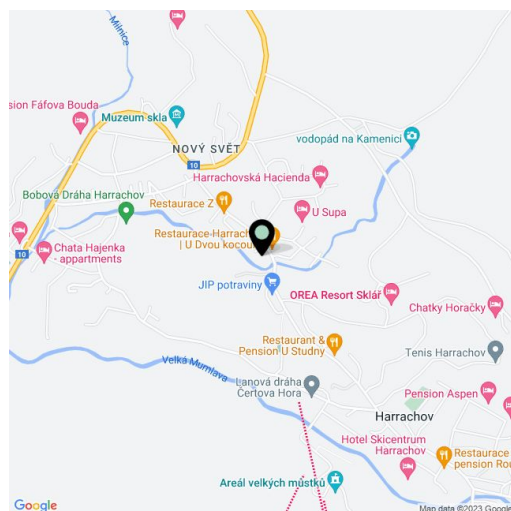 Milnice
nsion Fáfova Bouda
Muzeum skla
NOVÝ SVĚT
vodopád na Kamenici
10
Harrachovská Hacienda
Bobová Dráha Harrachov
Restaurace Z
U Supa
Restaurace-Harrach
| U Dvou kocou
10
Chata Hajenka
- appartments
JIP potraviny
OREA Resort Sklář
Chatky Horačky
Restaurant &
Pension U Studny
Tenis Harrachov
Velká Mumlava
Lanová dráha
Čertova Hora
Pension Aspen
Harrachov
Hotel Skicentrum
Harrachov
Restaurace
pension Rou
Areál velkých můstků
Google
Map data ©2023 Google